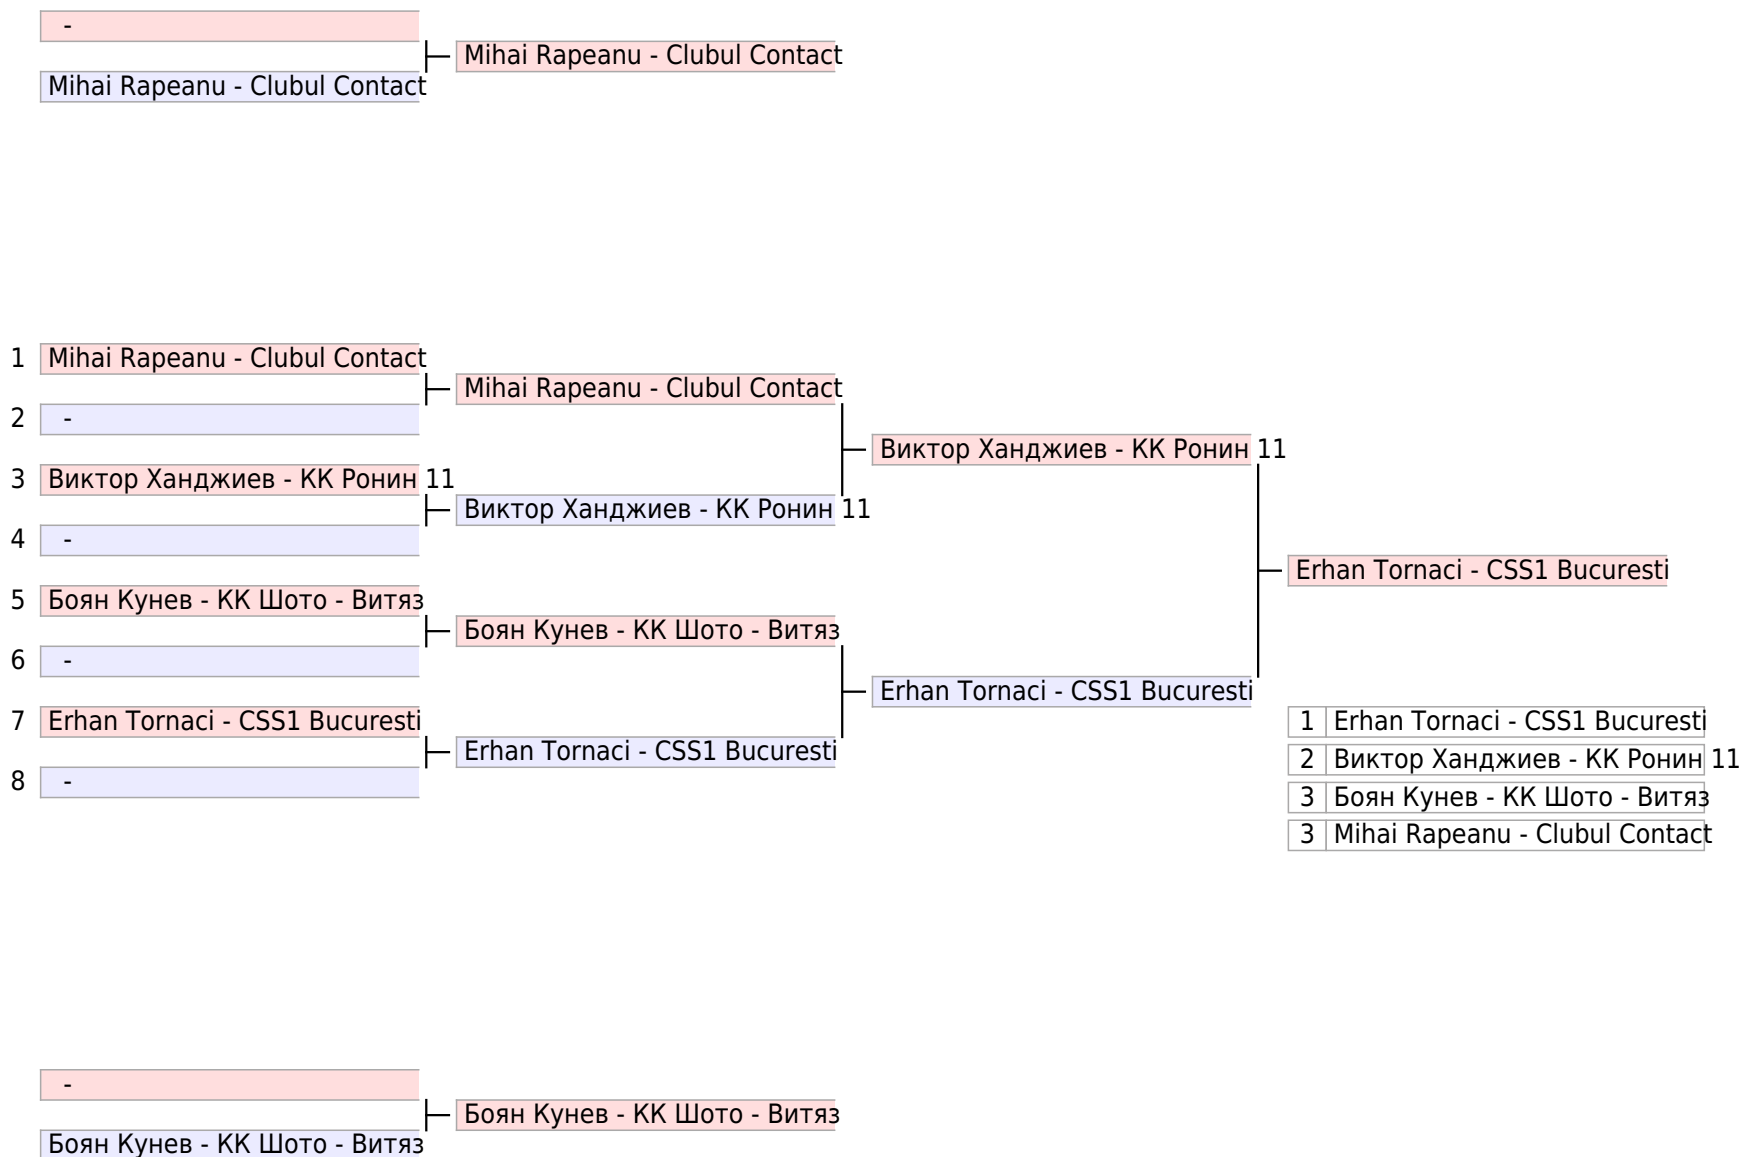 -
Mihai Rapeanu - Clubul Contact
Mihai Rapeanu - Clubul Contact
1 Mihai Rapeanu - Clubul Contact
Mihai Rapeanu - Clubul Contact
2 -
Виктор Ханджиев - КК Ронин 11
3 Виктор Ханджиев - КК Ронин 11
Виктор Ханджиев - КК Ронин 11
4 -
Erhan Tornaci - CSS1 Bucuresti
5 Боян Кунев - КК Шото - Витяз
Боян Кунев - КК Шото - Витяз
6 -
Erhan Tornaci - CSS1 Bucuresti
7 Erhan Tornaci - CSS1 Bucuresti
Erhan Tornaci - CSS1 Bucuresti
8 -
1 Erhan Tornaci - CSS1 Bucuresti
2 Виктор Ханджиев - КК Ронин 11
3 Боян Кунев - КК Шото - Витяз
3 Mihai Rapeanu - Clubul Contact
-
Боян Кунев - КК Шото - Витяз
Боян Кунев - КК Шото - Витяз